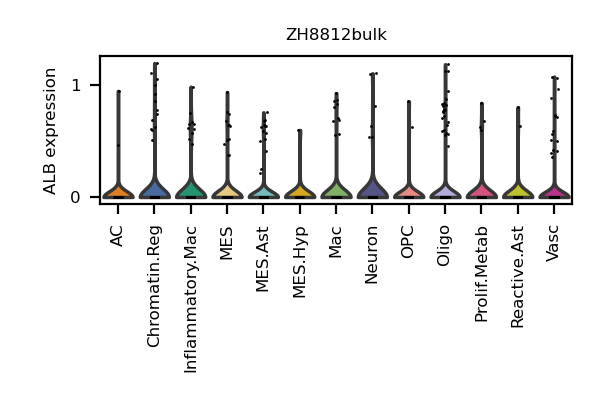 ZH8812bulk
ALB expression
1
0
AC
Chromatin.Reg
Inflammatory.Mac
MES
MES.Ast
MES.Hyp
Mac
Neuron
OPC
Oligo
Prolif.Metab
Reactive.Ast
Vasc